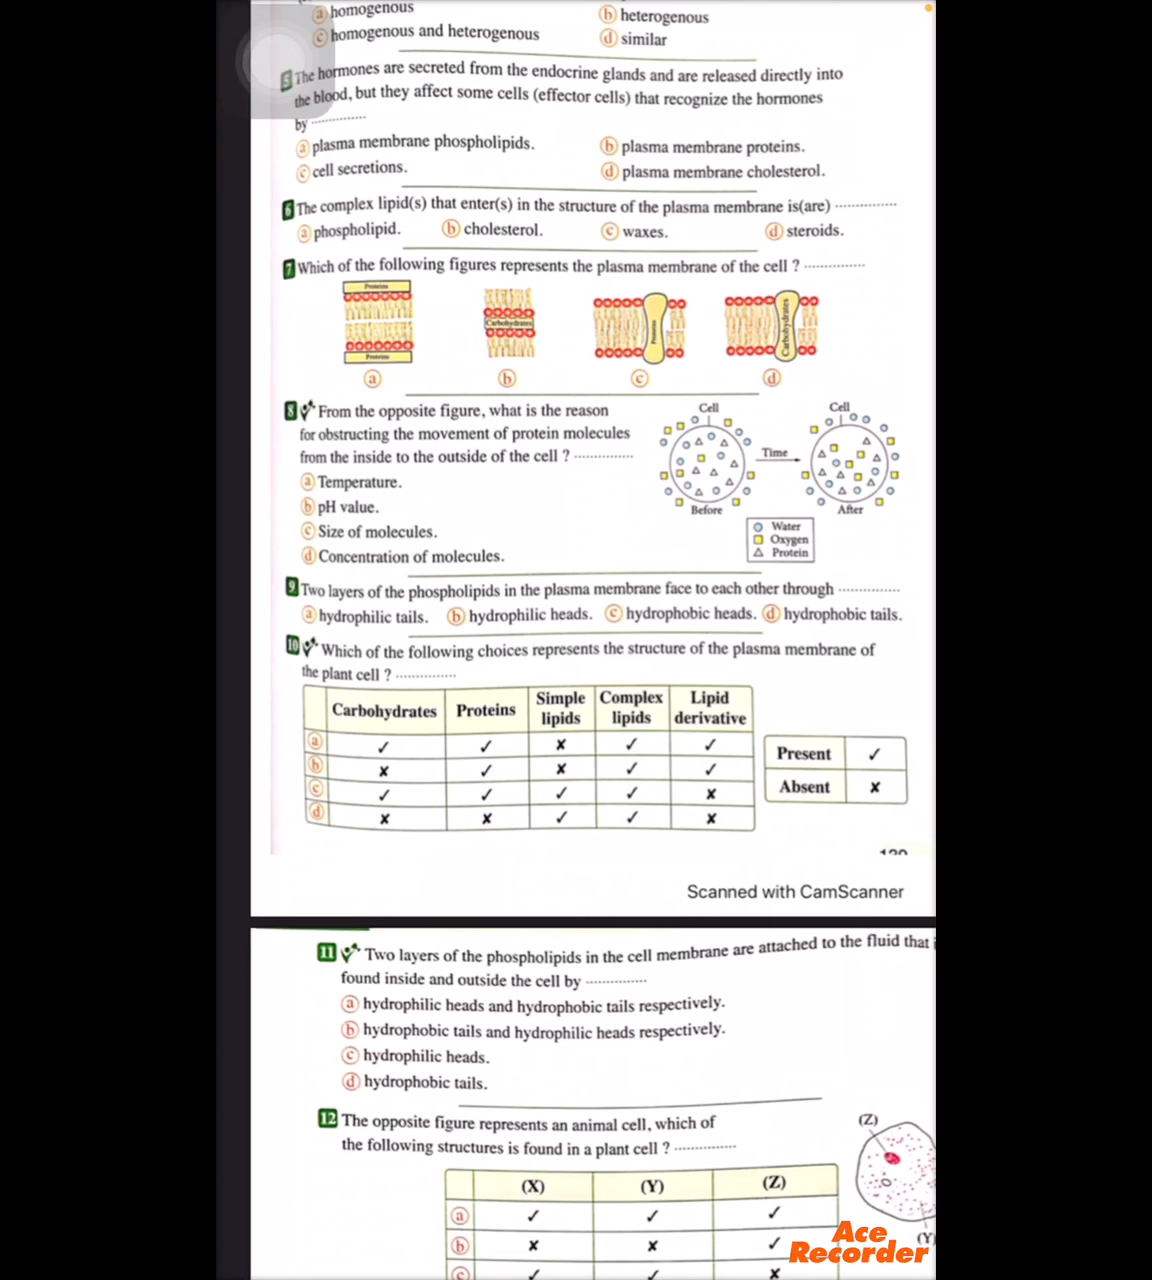 a homogenous b heterogenous
c homogenous and heterogenous d similar
5 The hormones are secreted from the endocrine glands and are released directly into
the blood, but they affect some cells (effector cells) that recognize the hormones
by ..............
a plasma membrane phospholipids. b plasma membrane proteins.
c cell secretions. d plasma membrane cholesterol.
6 The complex lipid(s) that enter(s) in the structure of the plasma membrane is(are) ..............
a phospholipid. b cholesterol. c waxes. d steroids.
7 Which of the following figures represents the plasma membrane of the cell ? ..............
Proteins
Carbohydrates
Proteins
Carbohydrates
Proteins
a b c d
8 From the opposite figure, what is the reason
for obstructing the movement of protein molecules
from the inside to the outside of the cell ? ..............
a Temperature.
b pH value.
c Size of molecules.
d Concentration of molecules.
Cell Cell
Time
Before After
Water
Oxygen
Protein
9 Two layers of the phospholipids in the plasma membrane face to each other through ..............
a hydrophilic tails. b hydrophilic heads. c hydrophobic heads. d hydrophobic tails.
10 Which of the following choices represents the structure of the plasma membrane of
the plant cell ? ..............
Carbohydrates Proteins Simple lipids Complex lipids Lipid derivative
a ✓ ✓ ✗ ✓ ✓
b ✗ ✓ ✗ ✓ ✓
c ✓ ✓ ✓ ✓ ✗
d ✗ ✗ ✓ ✓ ✗
Present ✓
Absent ✗
Scanned with CamScanner
11 Two layers of the phospholipids in the cell membrane are attached to the fluid that
found inside and outside the cell by ..............
a hydrophilic heads and hydrophobic tails respectively.
b hydrophobic tails and hydrophilic heads respectively.
c hydrophilic heads.
d hydrophobic tails.
12 The opposite figure represents an animal cell, which of
the following structures is found in a plant cell ? ..............
(Z)
(Y)
(X) (Y) (Z)
a ✓ ✓ ✓
b ✗ ✗ ✓
c ✓ ✓ ✗
Ace
Recorder